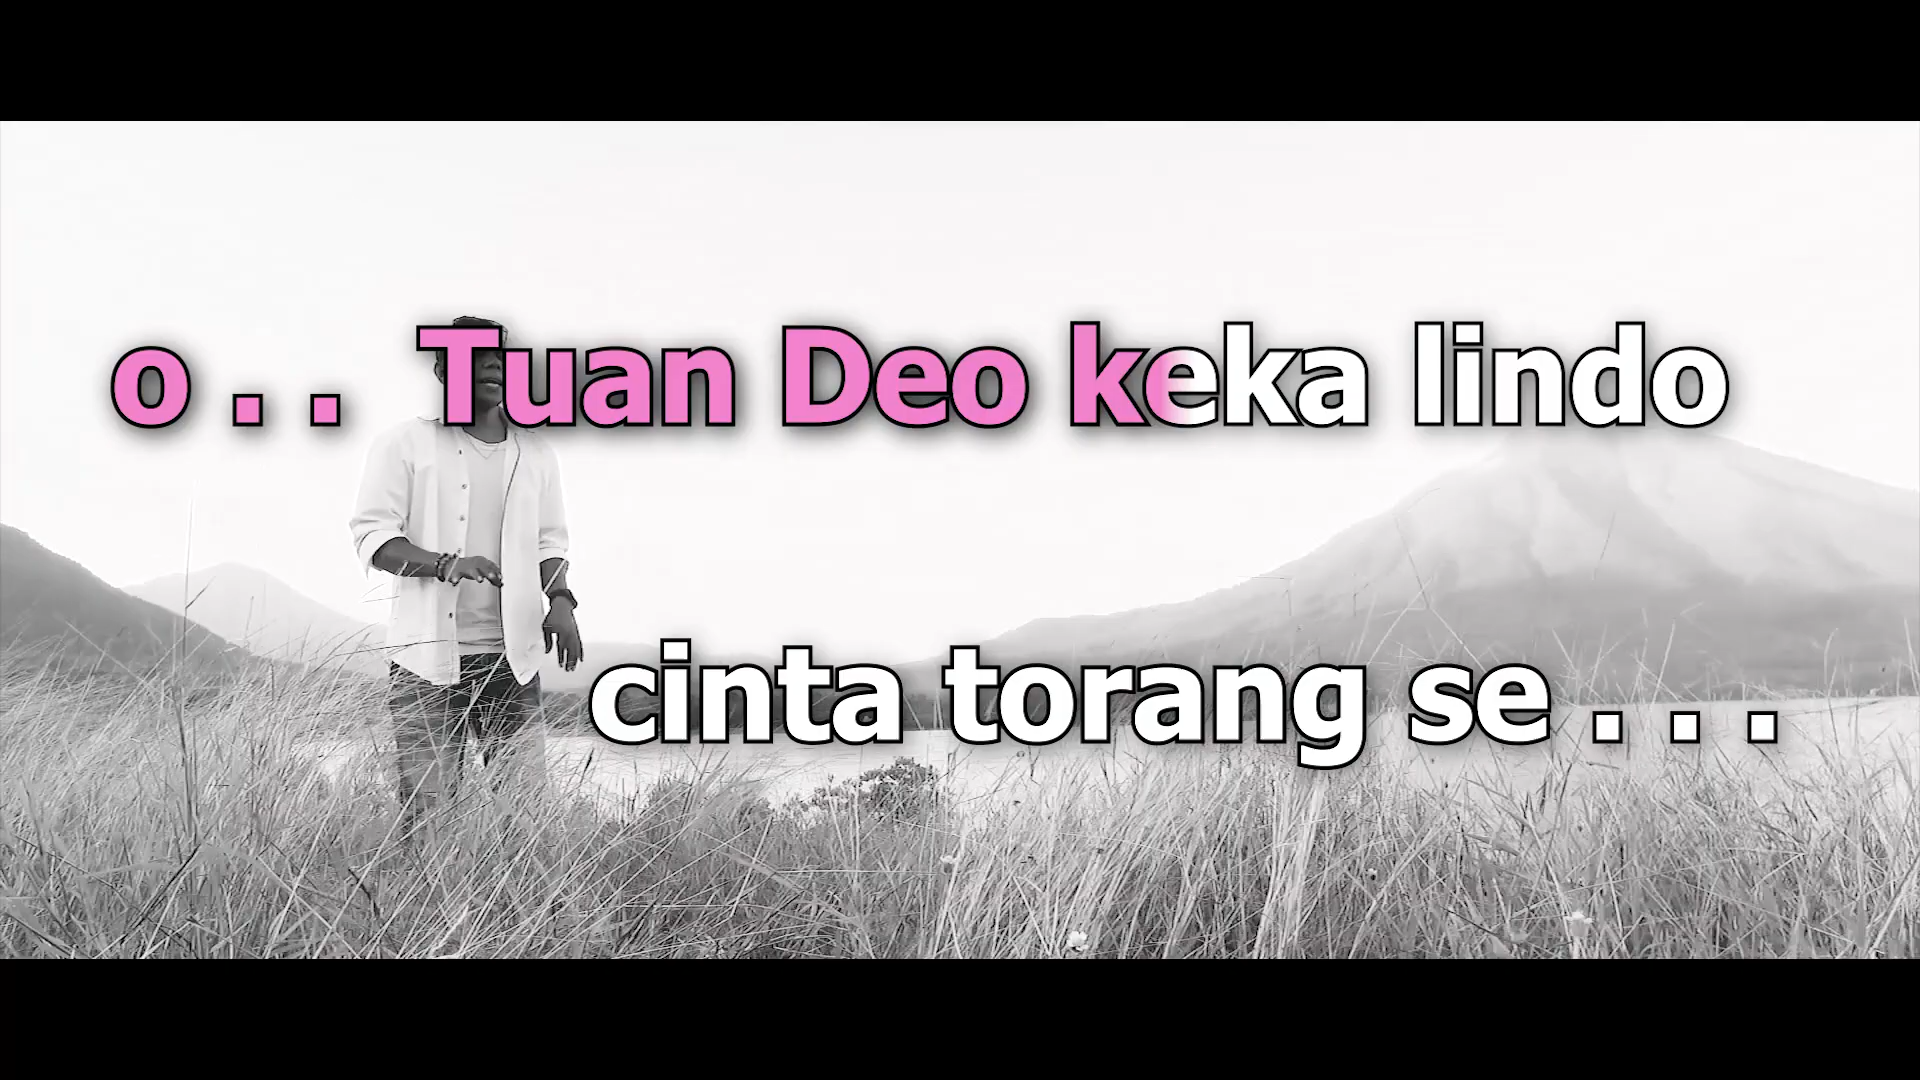 o . . Tuan Deo keka lindo
cinta torang se . . .